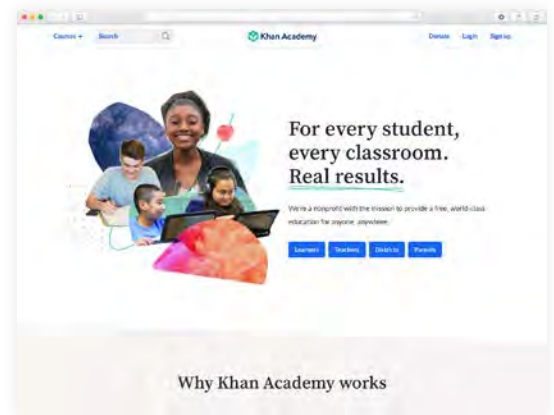 Courses Search Khan Academy Donate Login Sign up
For every student,
every classroom.
Real results.
We're a nonprofit with the mission to provide a free, world-class
education for anyone, anywhere.
Learners Teachers Districts Parents
Why Khan Academy works